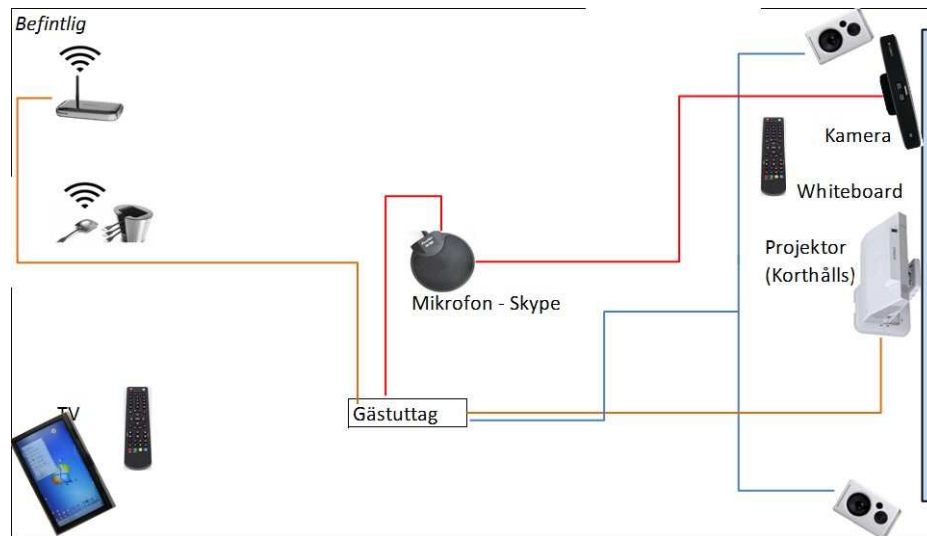 Befintlig
Kamera
Whiteboard
Projektor
(Korthålls)
Mikrofon - Skype
TV
Gästuttag